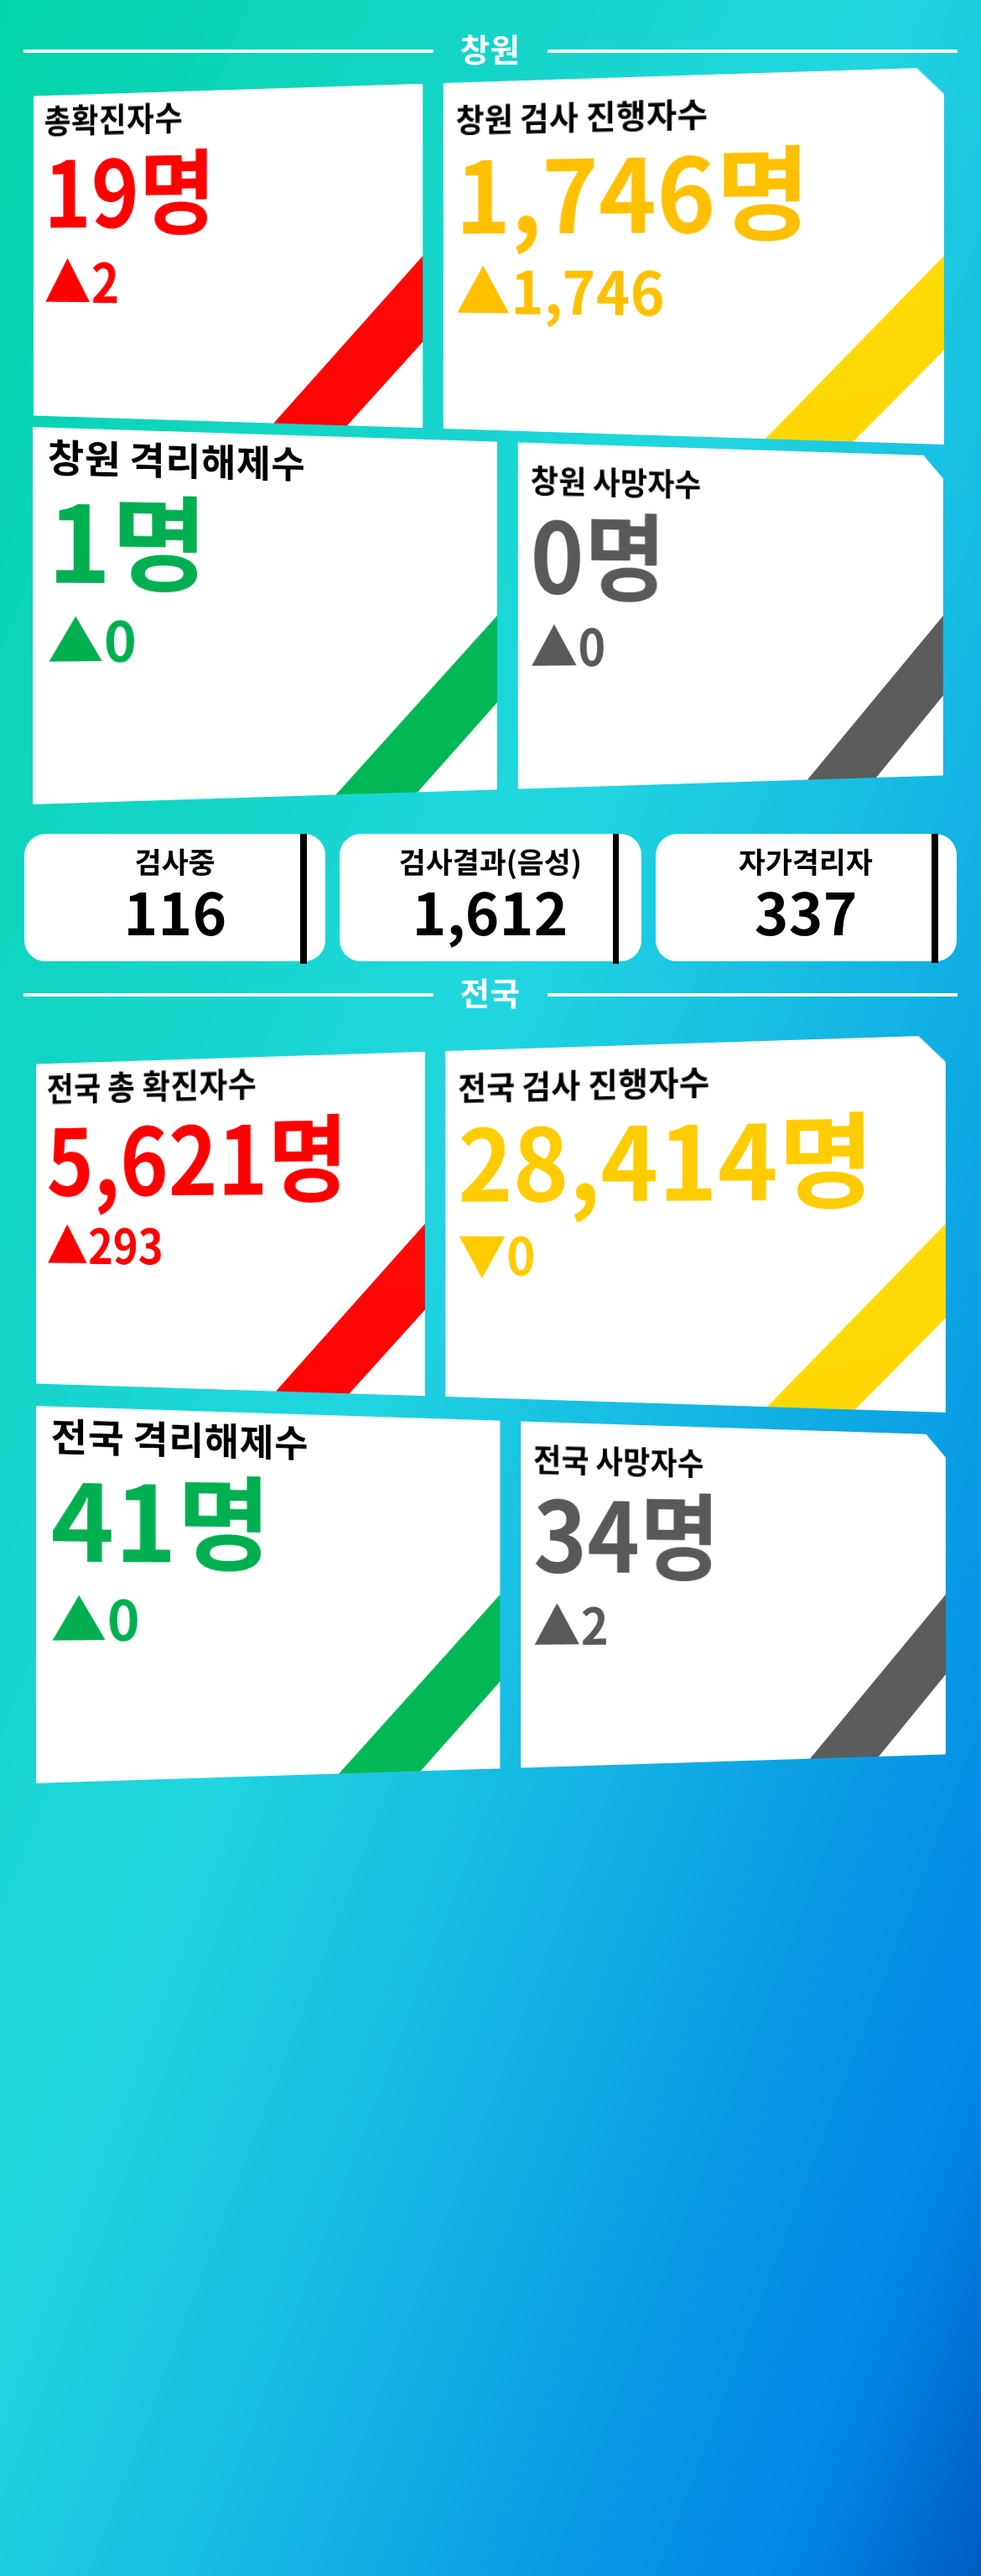 창원
총확진자수
19명
▲2
창원 검사 진행자수
1,746명
▲1,746
창원 격리해제수
1명
▲0
창원 사망자수
0명
▲0
검사중
116
검사결과(음성)
1,612
자가격리자
337
전국
전국 총 확진자수
5,621명
▲293
전국 검사 진행자수
28,414명
▼0
전국 격리해제수
41명
▲0
전국 사망자수
34명
▲2